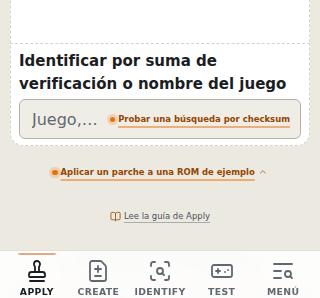 Identificar por suma de
verificación o nombre del juego
Juego,... Probar una búsqueda por checksum
Aplicar un parche a una ROM de ejemplo
Lee la guía de Apply
APPLY CREATE IDENTIFY TEST MENÚ